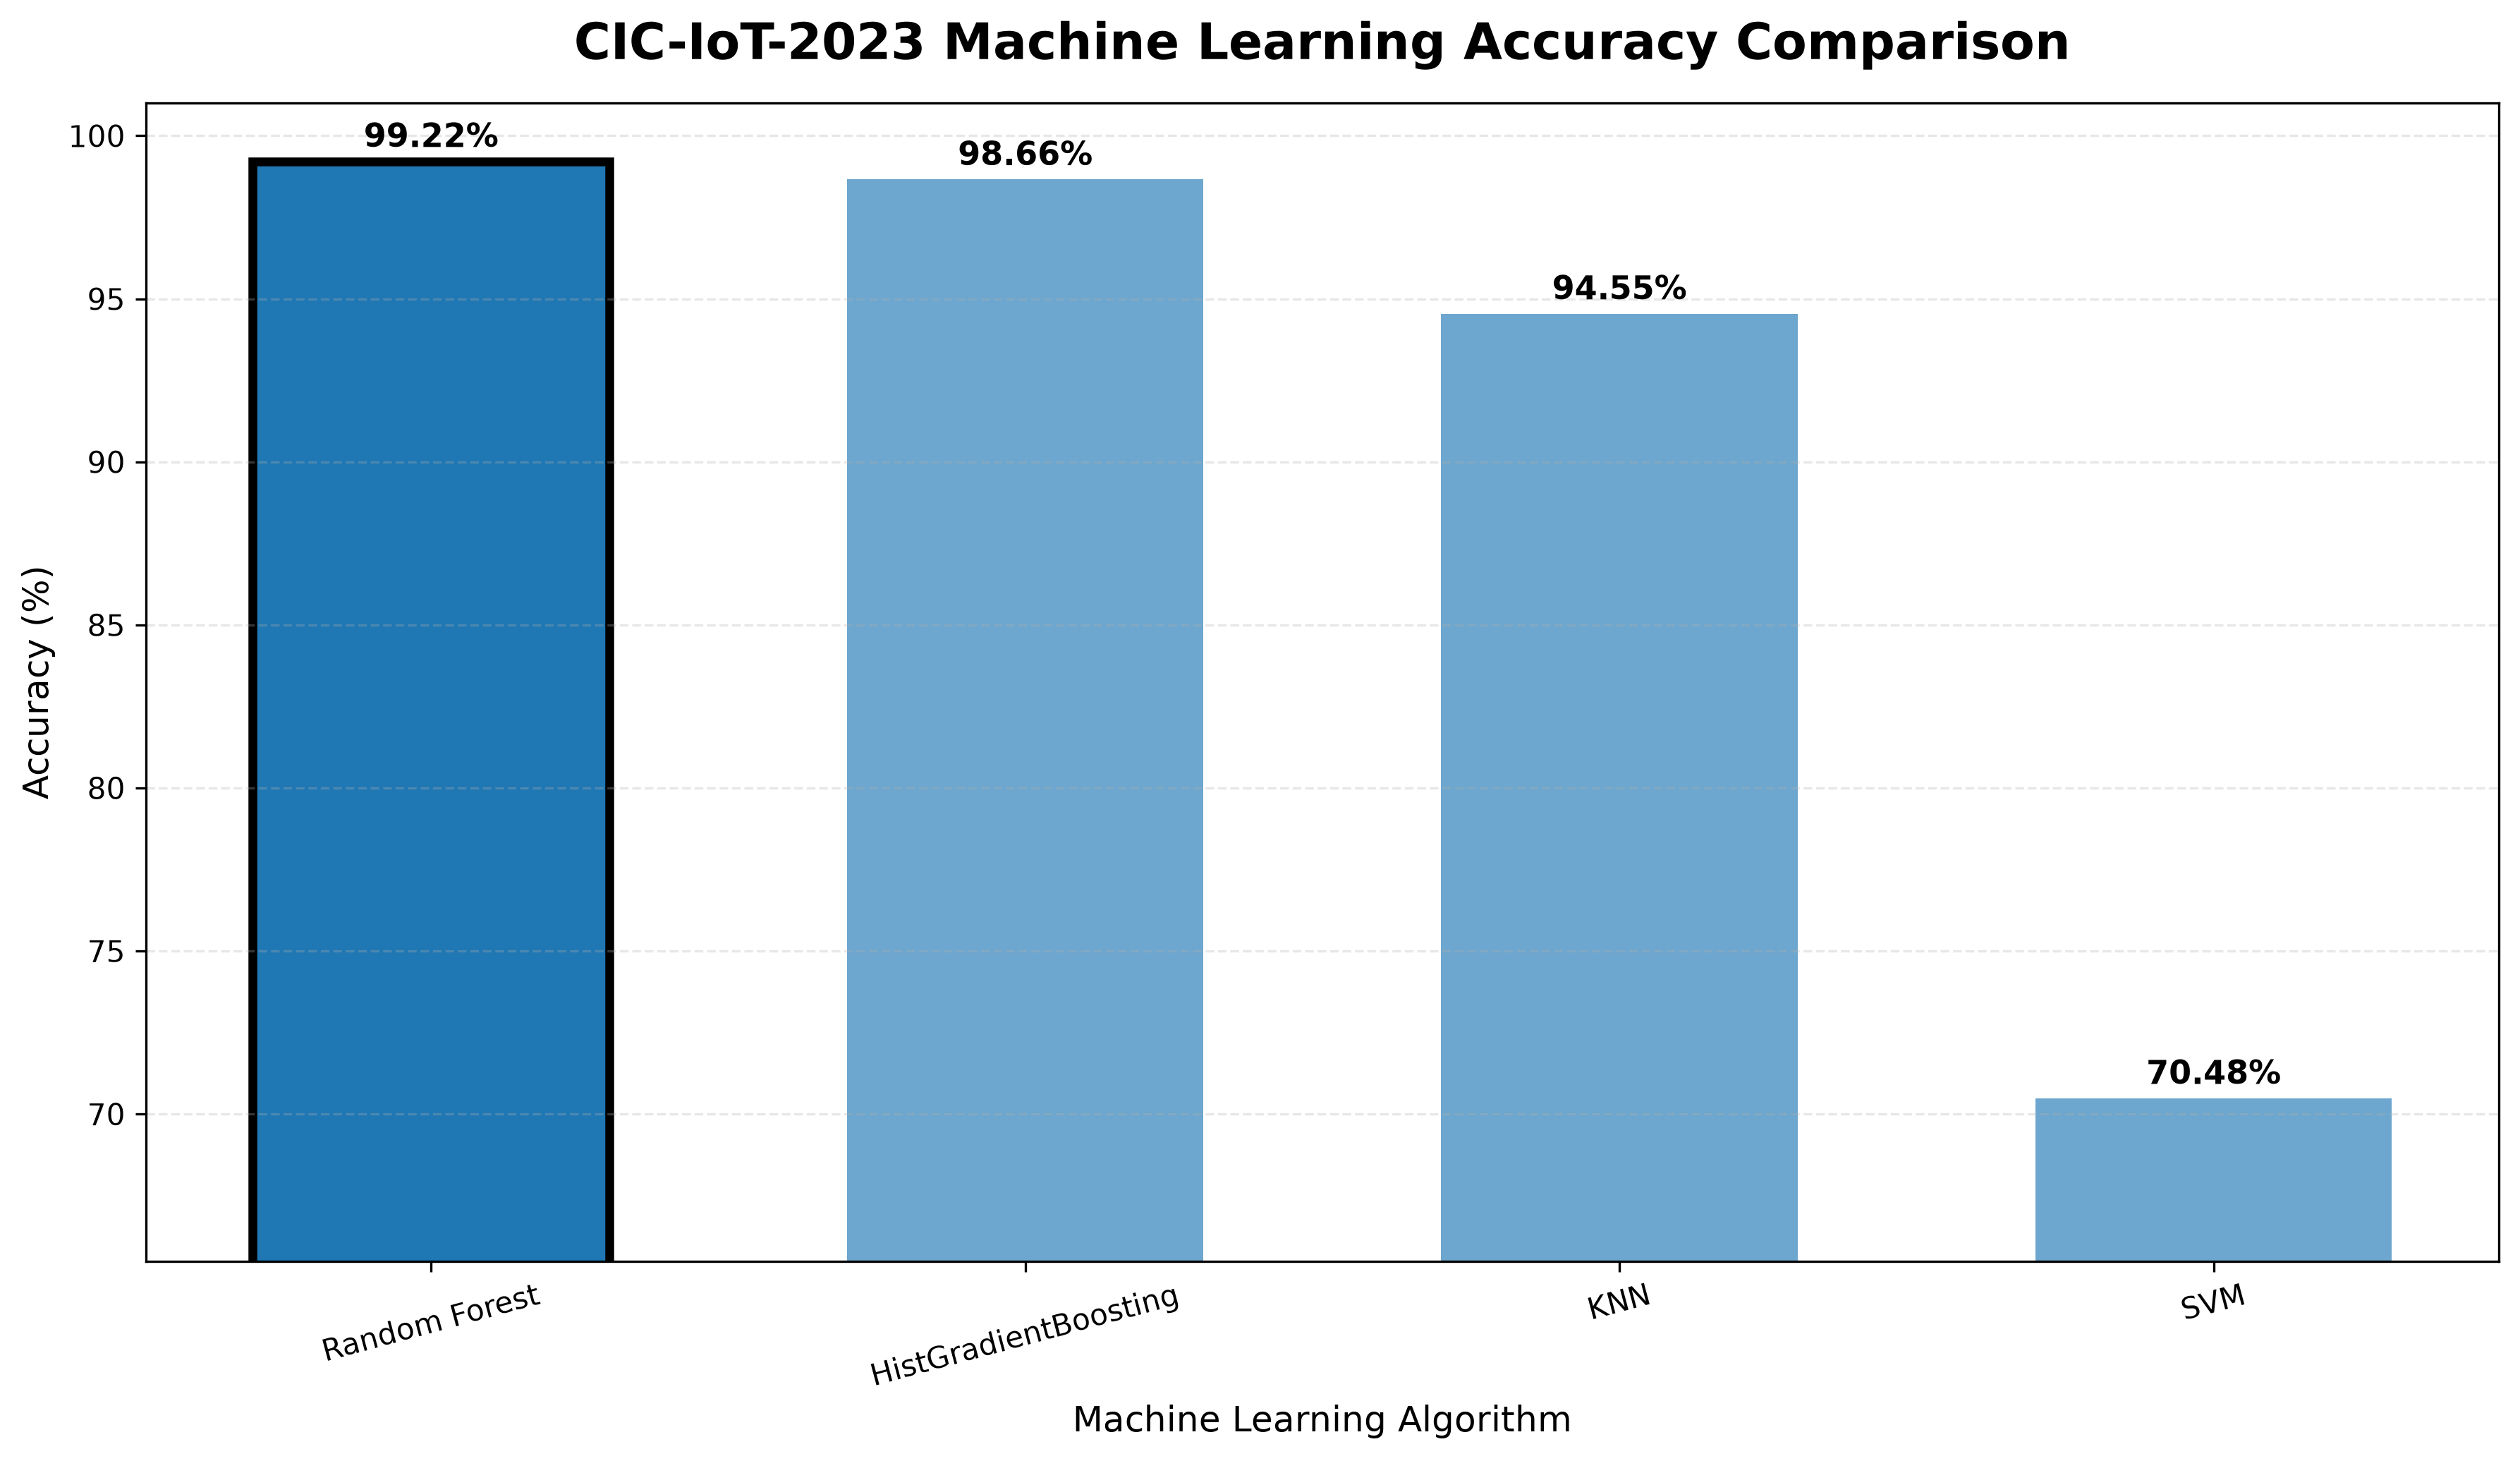 CIC-IoT-2023 Machine Learning Accuracy Comparison
100
95
90
85
80
75
70
Accuracy (%)
99.22%
98.66%
94.55%
70.48%
Random Forest
HistGradientBoosting
KNN
SVM
Machine Learning Algorithm